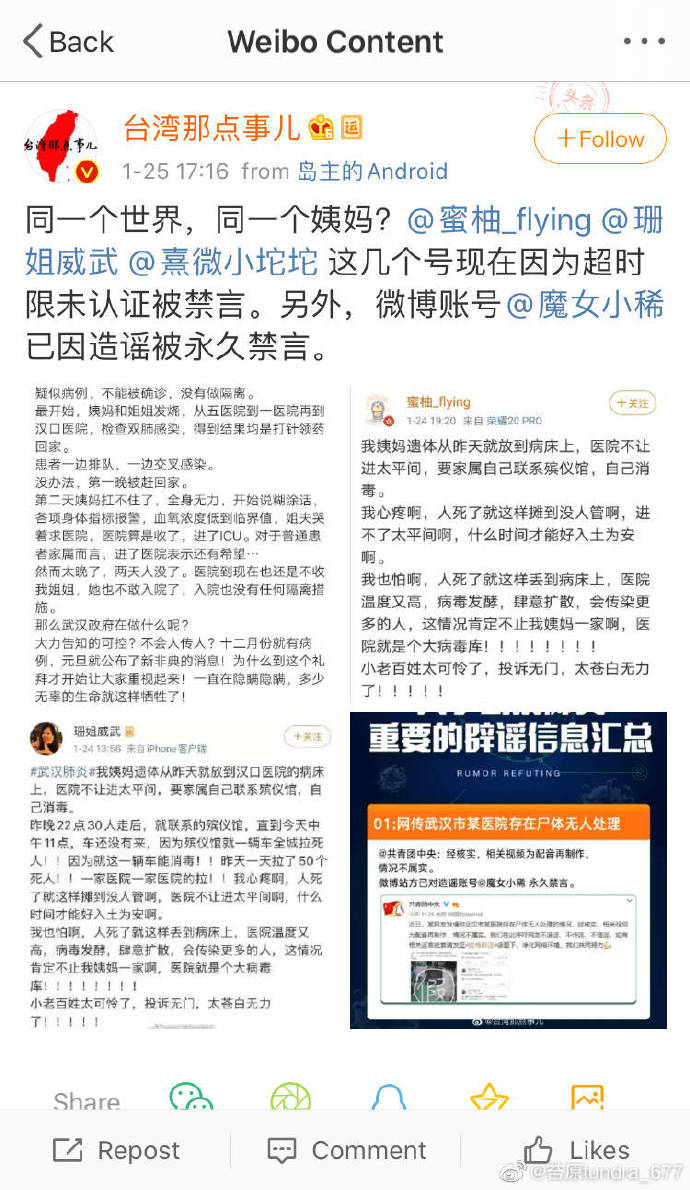 Back
Weibo Content
头条
台湾那点事儿
台湾那点事儿
运
+Follow
1-25 17:16 from 岛主的Android
同一个世界，同一个姨妈？@蜜柚_flying @珊
姐威武 @熹微小坨坨 这几个号现在因为超时
限未认证被禁言。另外，微博账号@魔女小稀
已因造谣被永久禁言。
疑似病例，不能被确诊，没有做隔离。
最开始，姨妈和姐姐发烧，从五医院到一医院再到
汉口医院，检查双肺感染，得到结果均是打针领药
回家。
患者一边排队，一边交叉感染。
没办法，第一晚被赶回家。
第二天姨妈扛不住了，全身无力，开始说糊涂话，
各项身体指标报警，血氧浓度低到临界值，姐夫哭
着求医院，医院算是收了，进了ICU。对于普通患
者家属而言，进了医院表示还有希望…
然而太晚了，两天人没了。医院到现在也还是不收
我姐姐，她也不敢入院了，入院也没有任何隔离措
施。
那么武汉政府在做什么呢？
大力告知的可控？不会人传人？十二月份就有病
例，元旦就公布了新非典的消息！为什么到这个礼
拜才开始让大家重视起来！一直在隐瞒隐瞒，多少
无辜的生命就这样牺牲了！
蜜柚_flying
+关注
1-24 19:20 来自 荣耀20 PRO
我姨妈遗体从昨天就放到病床上，医院不让
进太平间，要家属自己联系殡仪馆，自己消
毒。
我心疼啊，人死了就这样摊到没人管啊，进
不了太平间啊，什么时间才能好入土为安
啊。
我也怕啊，人死了就这样丢到病床上，医院
温度又高，病毒发酵，肆意扩散，会传染更
多的人，这情况肯定不止我姨妈一家啊，医
院就是个大病毒库！！！！！！！！
小老百姓太可怜了，投诉无门，太苍白无力
了！！！！！
珊姐威武
+关注
1-24 13:56 来自 iPhone客户端
#武汉肺炎#我姨妈遗体从昨天就放到汉口医院的病床
上，医院不让进太平间，要家属自己联系殡仪馆，自
己消毒。
昨晚22点30人走后，就联系的殡仪馆，直到今天中
午11点，车还没有来，因为殡仪馆就一辆车全城拉死
人！！因为就这一辆车能消毒！！昨天一天拉了50个
死人！！一家医院一家医院的拉！！我心疼啊，人死
了就这样摊到没人管啊，进不了太平间啊，什么
时间才能好入土为安啊。
我也怕啊，人死了就这样丢到病床上，医院温度又
高，病毒发酵，肆意扩散，会传染更多的人，这情况
肯定不止我姨妈一家啊，医院就是个大病毒
库！！！！！！！！
小老百姓太可怜了，投诉无门，太苍白无力
了！！！！！
重要的辟谣信息汇总
RUMOR REFUTING
01:网传武汉市某医院存在尸体无人处理
@共青团中央：经核实，相关视频为配音再制作，
情况不属实。
微博站方已对造谣账号@魔女小稀 永久禁言。
共青团中央
@台湾那点事儿
Share
Repost
Comment
Likes
@苔原tundra_677